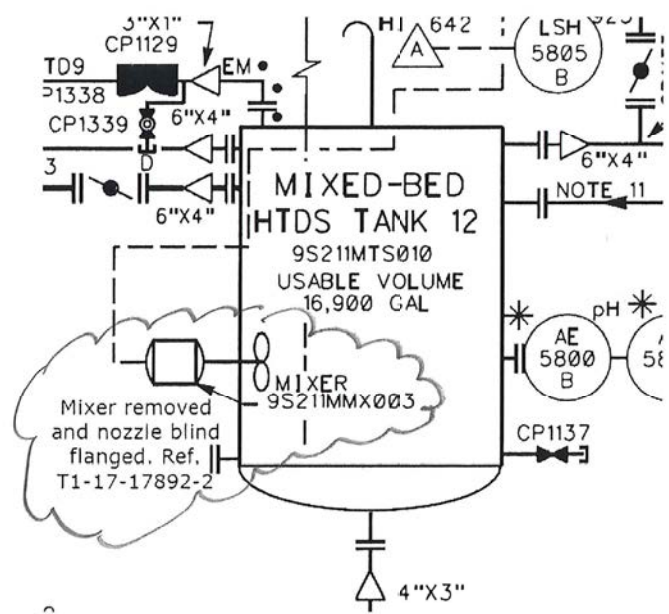 3"X1"
CP1129
TD9
P1338
EM
CP1339
6"X4"
D
3
6"X4"
642
A
LSH
5805
B
6"X4"
NOTE 11
MIXED-BED
HTDS TANK 12
9S211MTS010
USABLE VOLUME
16,900 GAL
pH
AE
5800
B
MIXER
9S211MMX003
Mixer removed
and nozzle blind
flanged. Ref.
T1-17-17892-2
CP1137
4"X3"